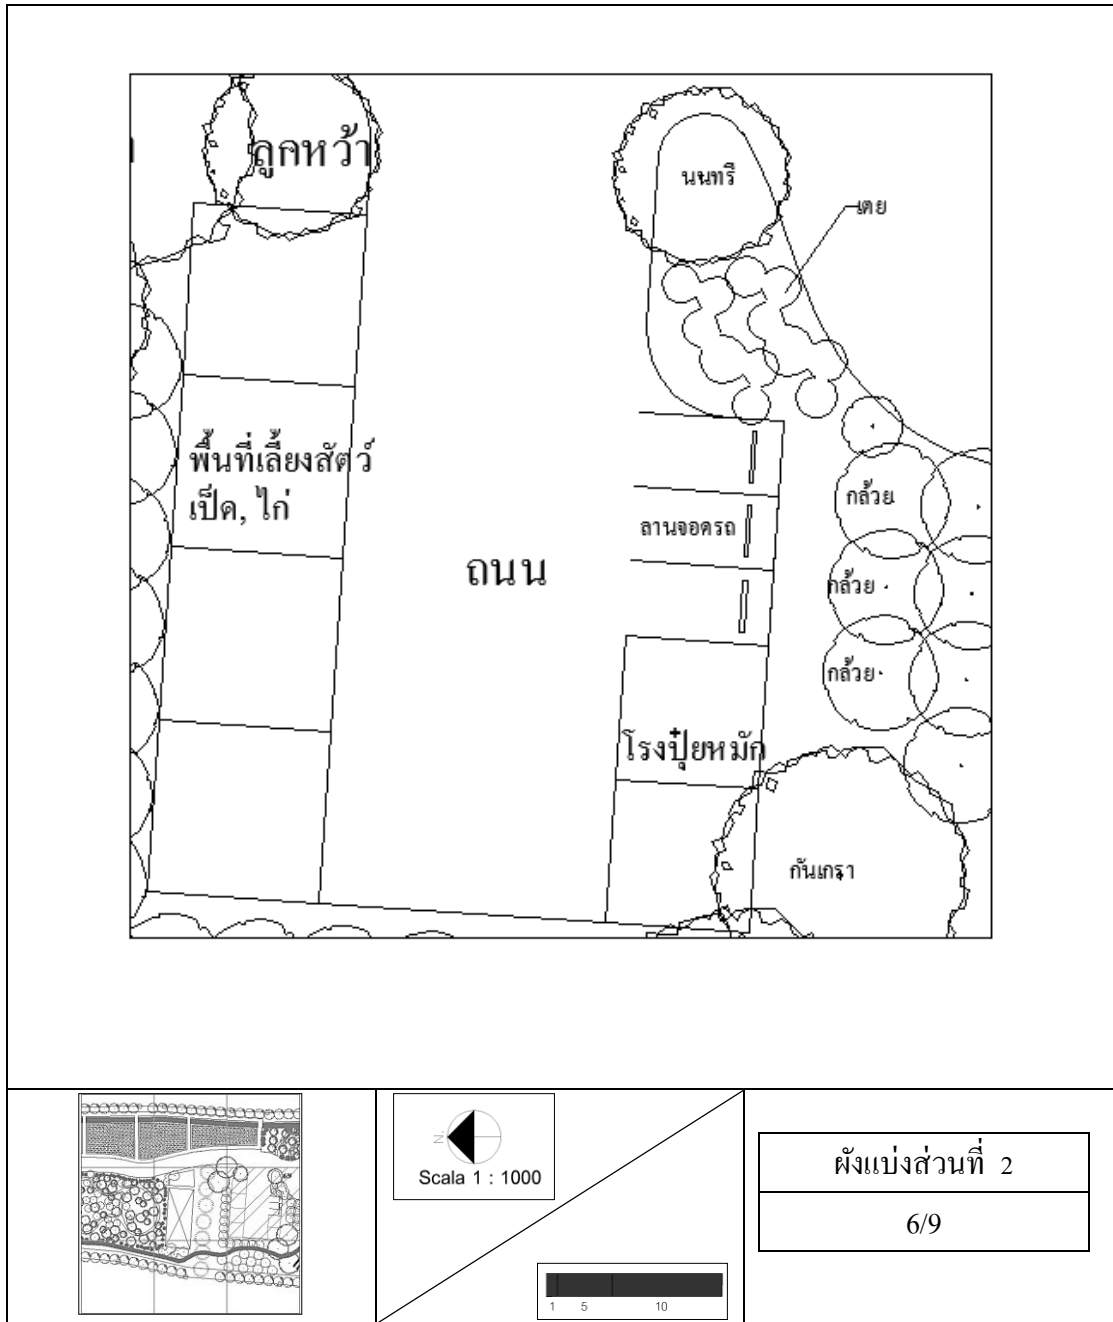 ลูกหว้า
นนทรี
เตย
พื้นที่เลี้ยงสัตว์
เป็ด, ไก่
กล้วย
ลานจอดรถ
ถนน
กล้วย
กล้วย
โรงปุ๋ยหมัก
กันเกรา
N.
Scala 1 : 1000
1 5 10
ผังแบ่งส่วนที่ 2
6/9